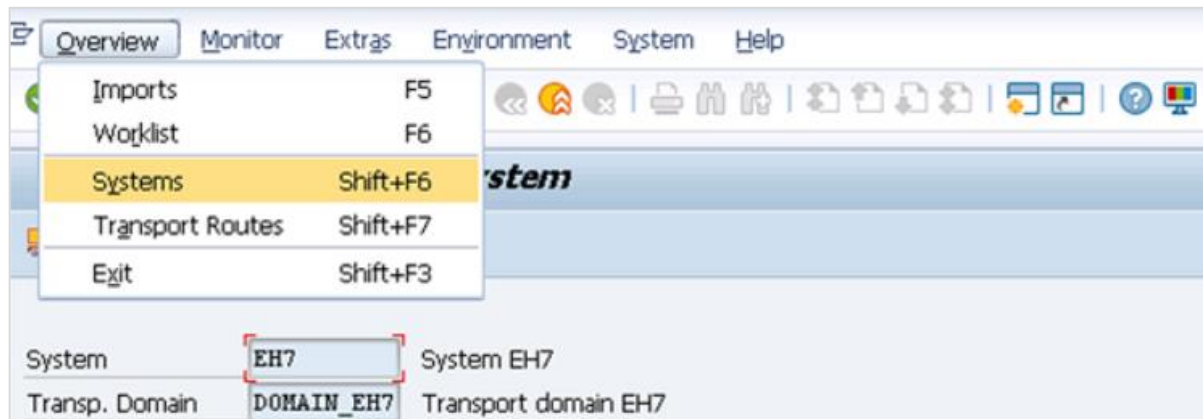 Overview Monitor Extras Environment System Help
Imports F5
Worklist F6
Systems Shift+F6
Transport Routes Shift+F7
Exit Shift+F3
System EH7 System EH7
Transp. Domain DOMAIN_EH7 Transport domain EH7